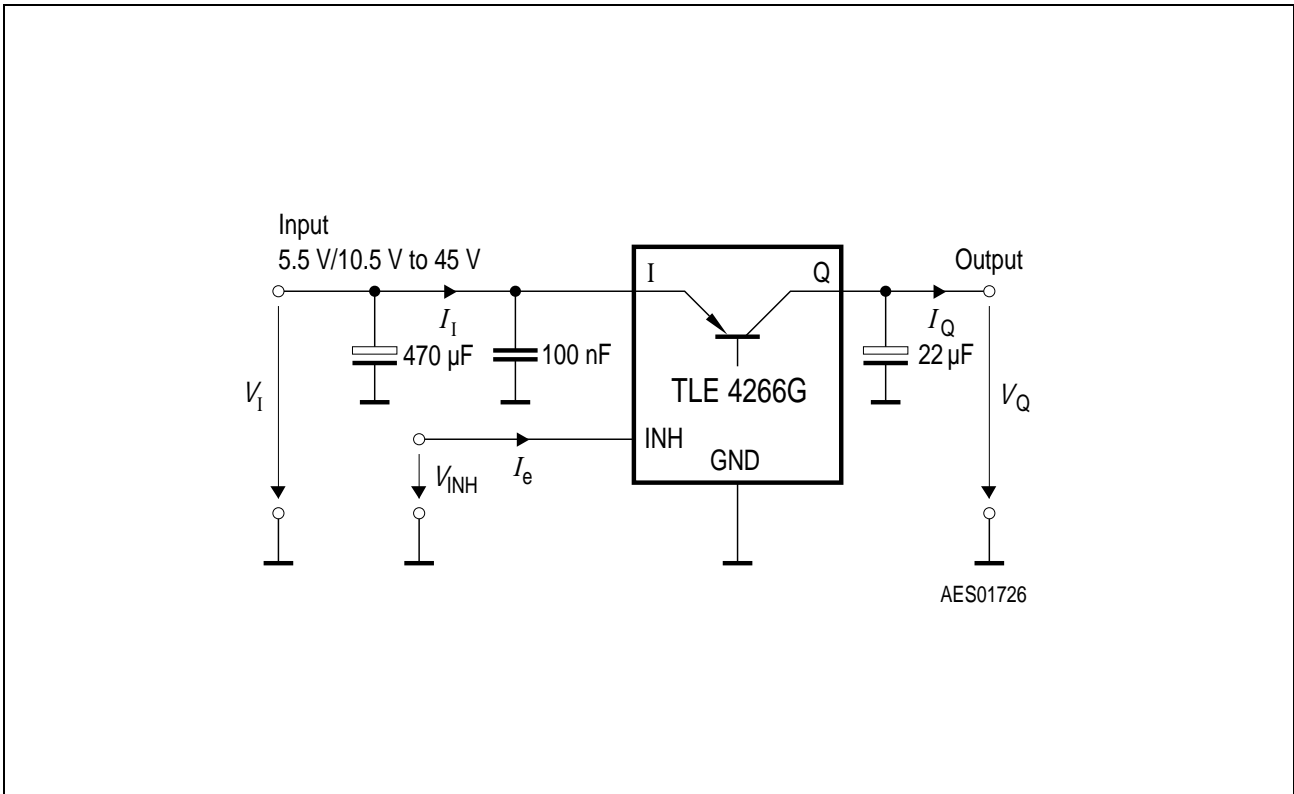 Input
5.5 V/10.5 V to 45 V
I
Q
Output
I_I
I_Q
470 µF
100 nF
22 µF
TLE 4266G
V_I
V_Q
INH
GND
V_INH
I_e
AES01726